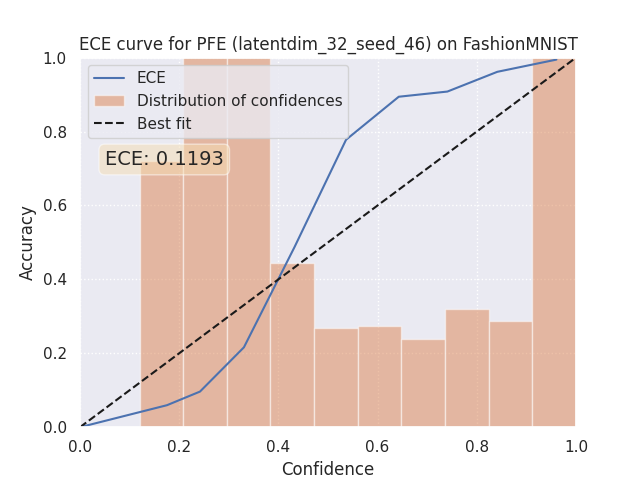 ECE curve for PFE (latentdim_32_seed_46) on FashionMNIST
ECE
Distribution of confidences
Best fit
ECE: 0.1193
1.0
0.8
0.6
0.4
0.2
0.0
Accuracy
0.0 0.2 0.4 0.6 0.8 1.0
Confidence